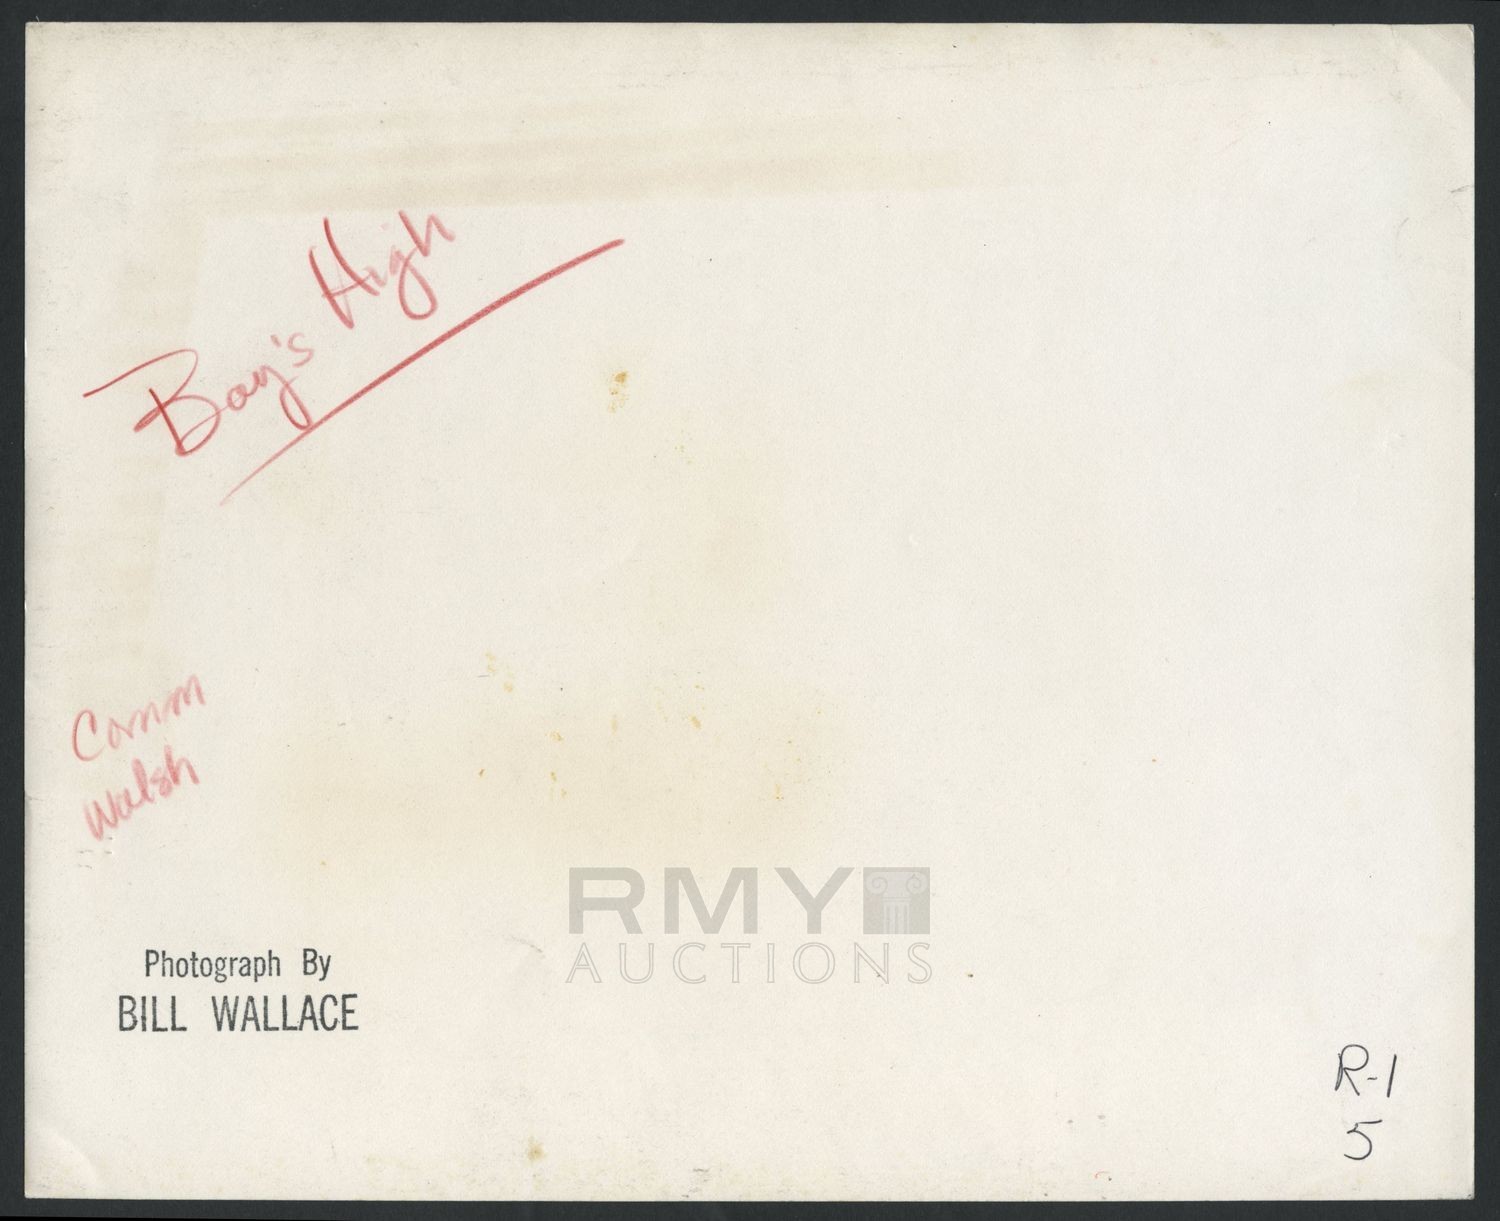 Boy's High
Comm
Walsh
RMY
AUCTIONS
Photograph By
BILL WALLACE
R-1
5